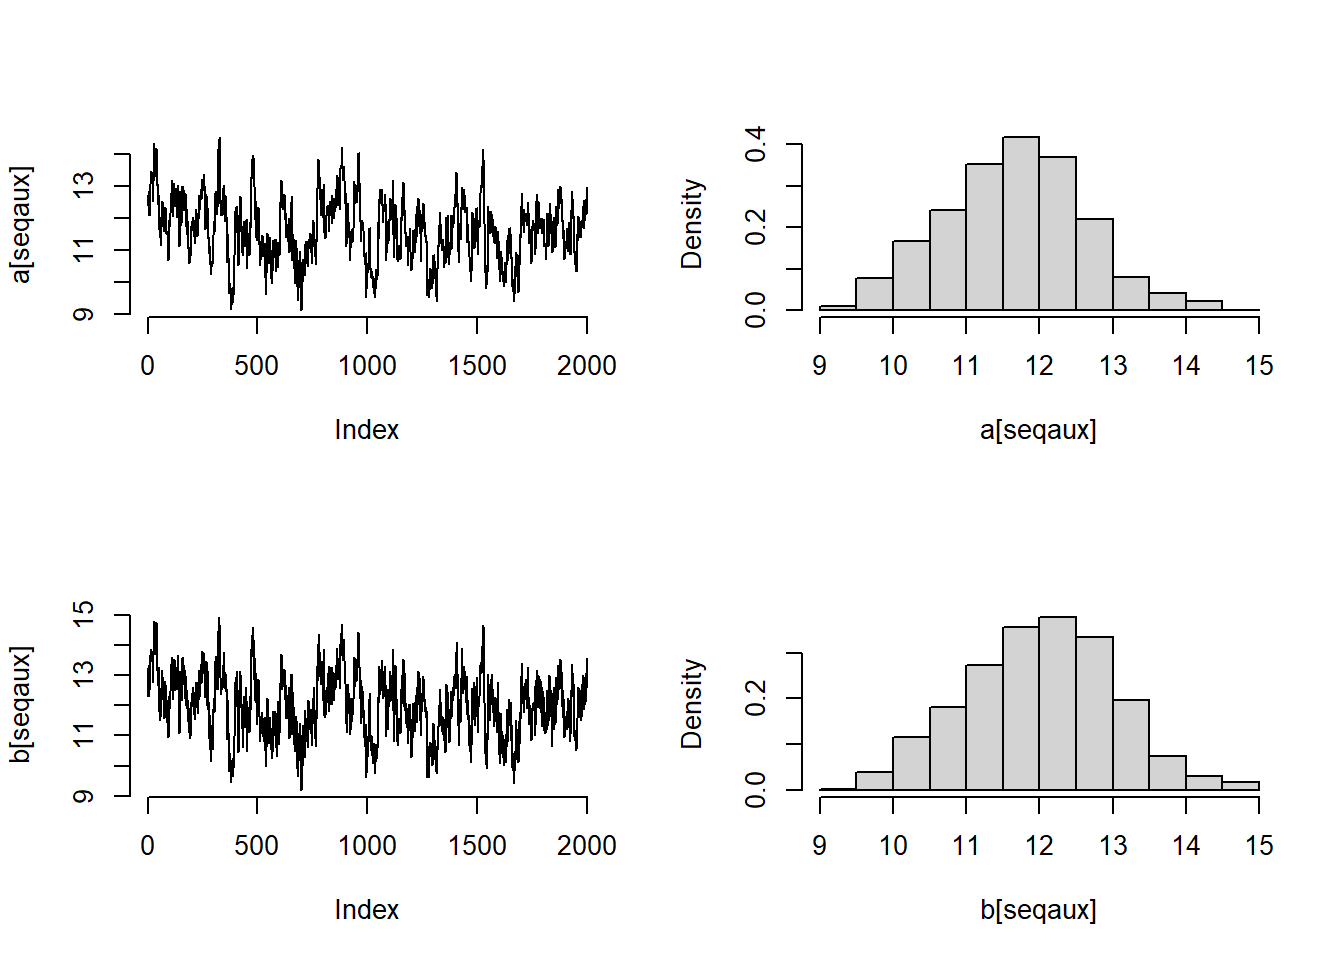 a[seqaux]
9 11 13
0 500 1000 1500 2000
Index
Density
0.0 0.2 0.4
9 10 11 12 13 14 15
a[seqaux]
b[seqaux]
9 11 13 15
0 500 1000 1500 2000
Index
Density
0.0 0.2
9 10 11 12 13 14 15
b[seqaux]